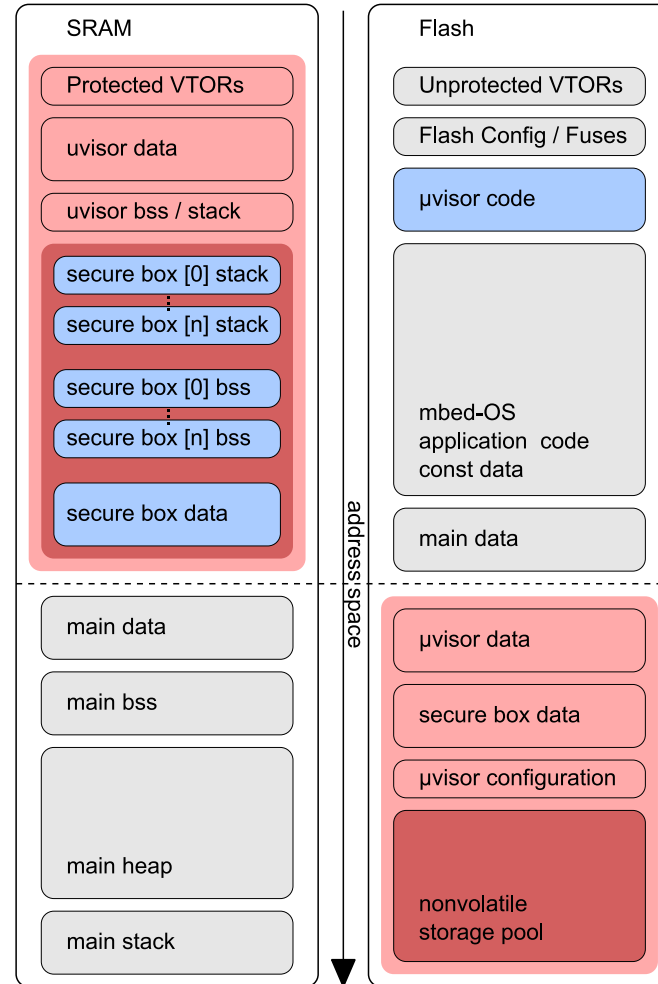 SRAM
Protected VTORs
uvisor data
uvisor bss / stack
secure box [0] stack
secure box [n] stack
secure box [0] bss
secure box [n] bss
secure box data
main data
main bss
main heap
main stack
address space
Flash
Unprotected VTORs
Flash Config / Fuses
µvisor code
mbed-OS
application code
const data
main data
µvisor data
secure box data
µvisor configuration
nonvolatile
storage pool